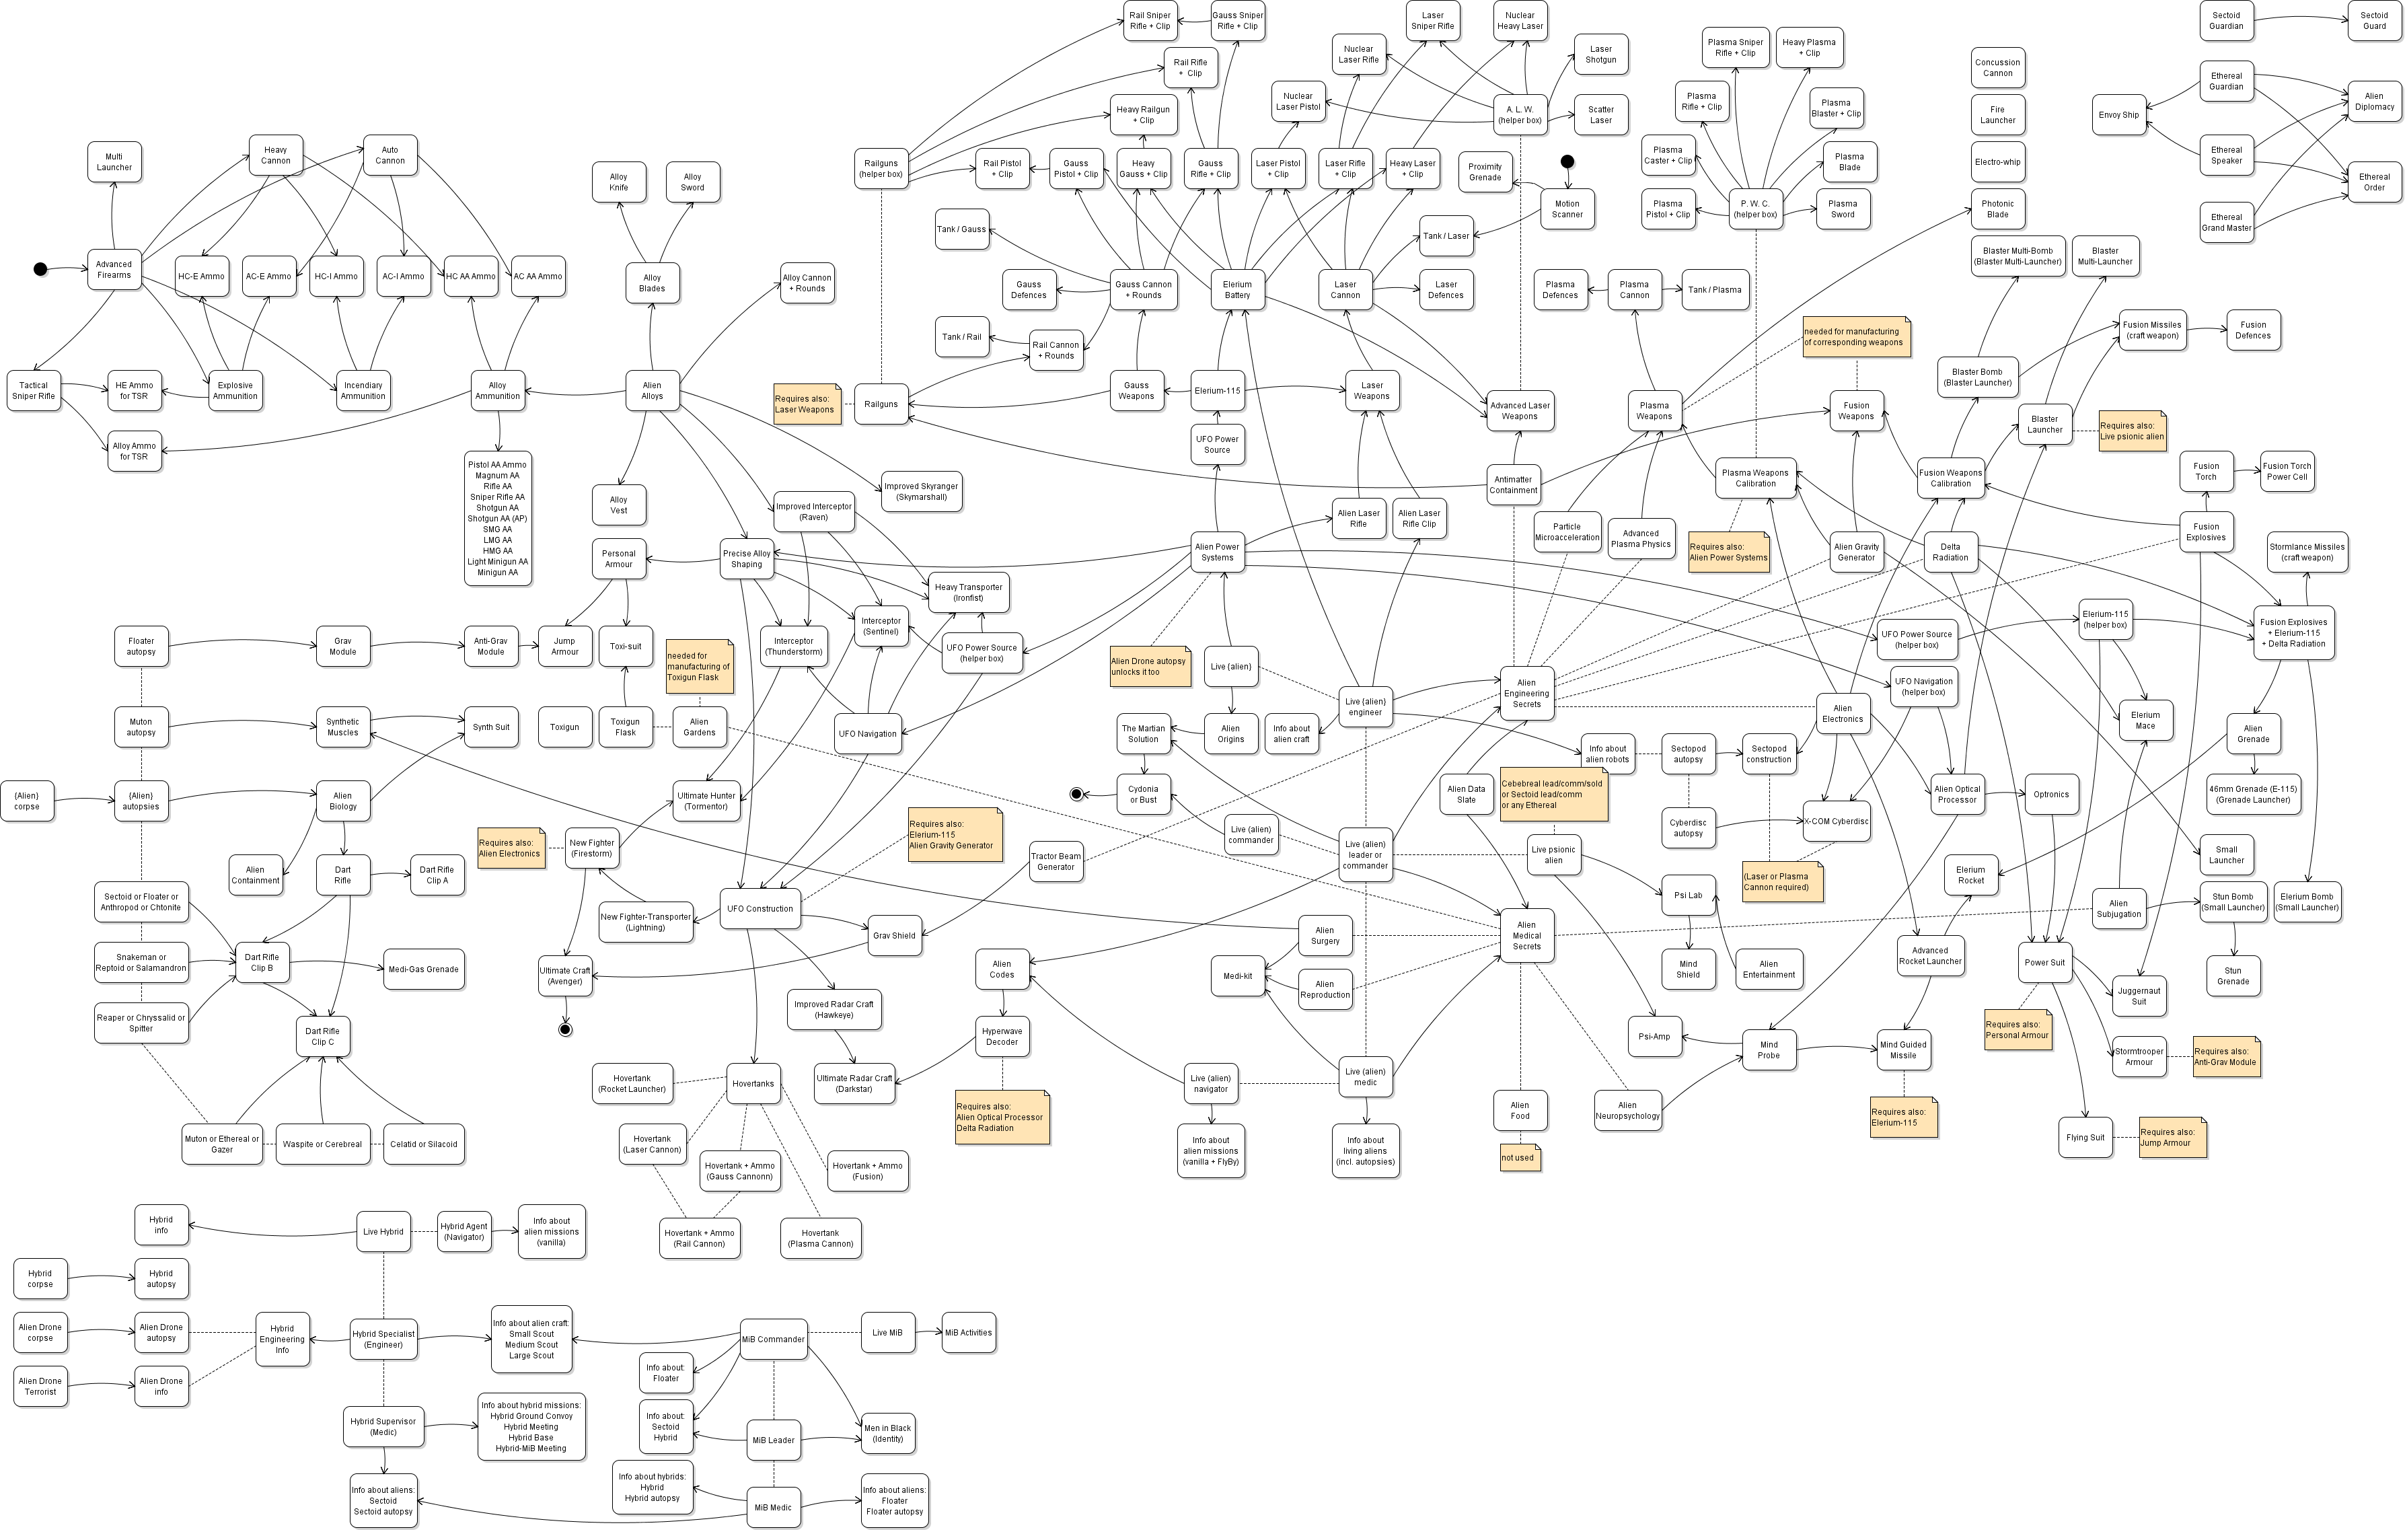 Rail Sniper
Rifle + Clip
Gauss Sniper
Rifle + Clip
Laser
Sniper Rifle
Nuclear
Heavy Laser
Sectoid
Guardian
Sectoid
Guard
Nuclear
Laser Rifle
Laser
Shotgun
Plasma Sniper
Rifle + Clip
Heavy Plasma
+ Clip
Concussion
Cannon
Rail Rifle
+ Clip
Ethereal
Guardian
Alien
Diplomacy
Heavy Railgun
+ Clip
Nuclear
Laser Pistol
A. L. W.
(helper box)
Scatter
Laser
Plasma
Rifle + Clip
Plasma
Blaster + Clip
Fire
Launcher
Envoy Ship
Multi
Launcher
Heavy
Cannon
Auto
Cannon
Railguns
(helper box)
Rail Pistol
+ Clip
Gauss
Pistol + Clip
Heavy
Gauss + Clip
Gauss
Rifle + Clip
Laser Pistol
+ Clip
Laser Rifle
+ Clip
Heavy Laser
+ Clip
Proximity
Grenade
Plasma
Caster + Clip
Plasma
Blade
Electro-whip
Ethereal
Speaker
Ethereal
Order
Alloy
Knife
Alloy
Sword
Motion
Scanner
Plasma
Pistol + Clip
P. W. C.
(helper box)
Plasma
Sword
Photonic
Blade
Ethereal
Grand Master
Tank / Gauss
Tank / Laser
Blaster Multi-Bomb
(Blaster Multi-Launcher)
Blaster
Multi-Launcher
Advanced
Firearms
HC-E Ammo
AC-E Ammo
HC-I Ammo
AC-I Ammo
HC AA Ammo
AC AA Ammo
Alloy
Blades
Alloy Cannon
+ Rounds
Gauss
Defences
Gauss Cannon
+ Rounds
Elerium
Battery
Laser
Cannon
Laser
Defences
Plasma
Defences
Plasma
Cannon
Tank / Plasma
Tank / Rail
Rail Cannon
+ Rounds
needed for manufacturing
of corresponding weapons
Fusion Missiles
(craft weapon)
Fusion
Defences
Tactical
Sniper Rifle
HE Ammo
for TSR
Explosive
Ammunition
Incendiary
Ammunition
Alloy
Ammunition
Alien
Alloys
Requires also:
Laser Weapons
Railguns
Gauss
Weapons
Elerium-115
Laser
Weapons
Advanced Laser
Weapons
Plasma
Weapons
Fusion
Weapons
Blaster Bomb
(Blaster Launcher)
Blaster
Launcher
Requires also:
Live psionic alien
Alloy Ammo
for TSR
UFO Power
Source
Pistol AA Ammo
Magnum AA
Rifle AA
Sniper Rifle AA
Shotgun AA
Shotgun AA (AP)
SMG AA
LMG AA
HMG AA
Light Minigun AA
Minigun AA
Alloy
Vest
Improved Skyranger
(Skymarshall)
Improved Interceptor
(Raven)
Alien Laser
Rifle
Alien Laser
Rifle Clip
Antimatter
Containment
Plasma Weapons
Calibration
Fusion Weapons
Calibration
Fusion
Torch
Fusion Torch
Power Cell
Personal
Armour
Precise Alloy
Shaping
Alien Power
Systems
Particle
Microacceleration
Advanced
Plasma Physics
Requires also:
Alien Power Systems
Alien Gravity
Generator
Delta
Radiation
Fusion
Explosives
Stormlance Missiles
(craft weapon)
Heavy Transporter
(Ironfist)
Interceptor
(Sentinel)
Elerium-115
(helper box)
Fusion Explosives
+ Elerium-115
+ Delta Radiation
Floater
autopsy
Grav
Module
Anti-Grav
Module
Jump
Armour
Toxi-suit
needed for
manufacturing of
Toxigun Flask
Interceptor
(Thunderstorm)
UFO Power Source
(helper box)
Alien Drone autopsy
unlocks it too
Live (alien)
UFO Power Source
(helper box)
UFO Navigation
(helper box)
Live (alien)
engineer
Alien
Engineering
Secrets
Muton
autopsy
Synthetic
Muscles
Synth Suit
Toxigun
Toxigun
Flask
Alien
Gardens
UFO Navigation
The Martian
Solution
Alien
Origins
Info about
alien craft
Info about
alien robots
Sectopod
autopsy
Sectopod
construction
Alien
Electronics
Elerium
Mace
Alien
Grenade
{Alien}
corpse
{Alien}
autopsies
Alien
Biology
Ultimate Hunter
(Tormentor)
Cydonia
or Bust
Alien Data
Slate
Cebebreal lead/comm/sold
or Sectoid lead/comm
or any Ethereal
Alien Optical
Processor
Optronics
46mm Grenade (E-115)
(Grenade Launcher)
Requires also:
Alien Electronics
New Fighter
(Firestorm)
Requires also:
Elerium-115
Alien Gravity Generator
Live (alien)
commander
Cyberdisc
autopsy
X-COM Cyberdisc
Alien
Containment
Dart
Rifle
Dart Rifle
Clip A
Tractor Beam
Generator
Live (alien)
leader or
commander
Live psionic
alien
(Laser or Plasma
Cannon required)
Elerium
Rocket
Small
Launcher
Sectoid or Floater or
Anthropod or Chtonite
New Fighter-Transporter
(Lightning)
UFO Construction
Grav Shield
Psi Lab
Alien
Subjugation
Stun Bomb
(Small Launcher)
Elerium Bomb
(Small Launcher)
Alien
Surgery
Alien
Medical
Secrets
Snakeman or
Reptoid or Salamandron
Dart Rifle
Clip B
Medi-Gas Grenade
Ultimate Craft
(Avenger)
Alien
Codes
Medi-kit
Alien
Reproduction
Mind
Shield
Alien
Entertainment
Advanced
Rocket Launcher
Power Suit
Stun
Grenade
Juggernaut
Suit
Reaper or Chryssalid or
Spitter
Dart Rifle
Clip C
Improved Radar Craft
(Hawkeye)
Hyperwave
Decoder
Psi-Amp
Mind
Probe
Mind Guided
Missile
Requires also:
Personal Armour
Stormtrooper
Armour
Requires also:
Anti-Grav Module
Hovertank
(Rocket Launcher)
Hovertanks
Ultimate Radar Craft
(Darkstar)
Live (alien)
navigator
Live (alien)
medic
Requires also:
Alien Optical Processor
Delta Radiation
Alien
Food
Alien
Neuropsychology
Requires also:
Elerium-115
Muton or Ethereal or
Gazer
Waspite or Cerebreal
Celatid or Silacoid
Hovertank
(Laser Cannon)
Info about
alien missions
(vanilla + FlyBy)
Info about
living aliens
(incl. autopsies)
not used
Flying Suit
Requires also:
Jump Armour
Hovertank + Ammo
(Gauss Cannonn)
Hovertank + Ammo
(Fusion)
Hovertank + Ammo
(Rail Cannon)
Hovertank
(Plasma Cannon)
Hybrid
info
Live Hybrid
Hybrid Agent
(Navigator)
Info about
alien missions
(vanilla)
Hybrid
corpse
Hybrid
autopsy
Alien Drone
corpse
Alien Drone
autopsy
Hybrid
Engineering
Info
Hybrid Specialist
(Engineer)
Info about alien craft:
Small Scout
Medium Scout
Large Scout
MiB Commander
Live MiB
MiB Activities
Alien Drone
Terrorist
Alien Drone
info
Info about:
Floater
Hybrid Supervisor
(Medic)
Info about hybrid missions:
Hybrid Ground Convoy
Hybrid Meeting
Hybrid Base
Hybrid-MiB Meeting
Info about:
Sectoid
Hybrid
MiB Leader
Men in Black
(Identity)
Info about aliens:
Sectoid
Sectoid autopsy
Info about hybrids:
Hybrid
Hybrid autopsy
MiB Medic
Info about aliens:
Floater
Floater autopsy